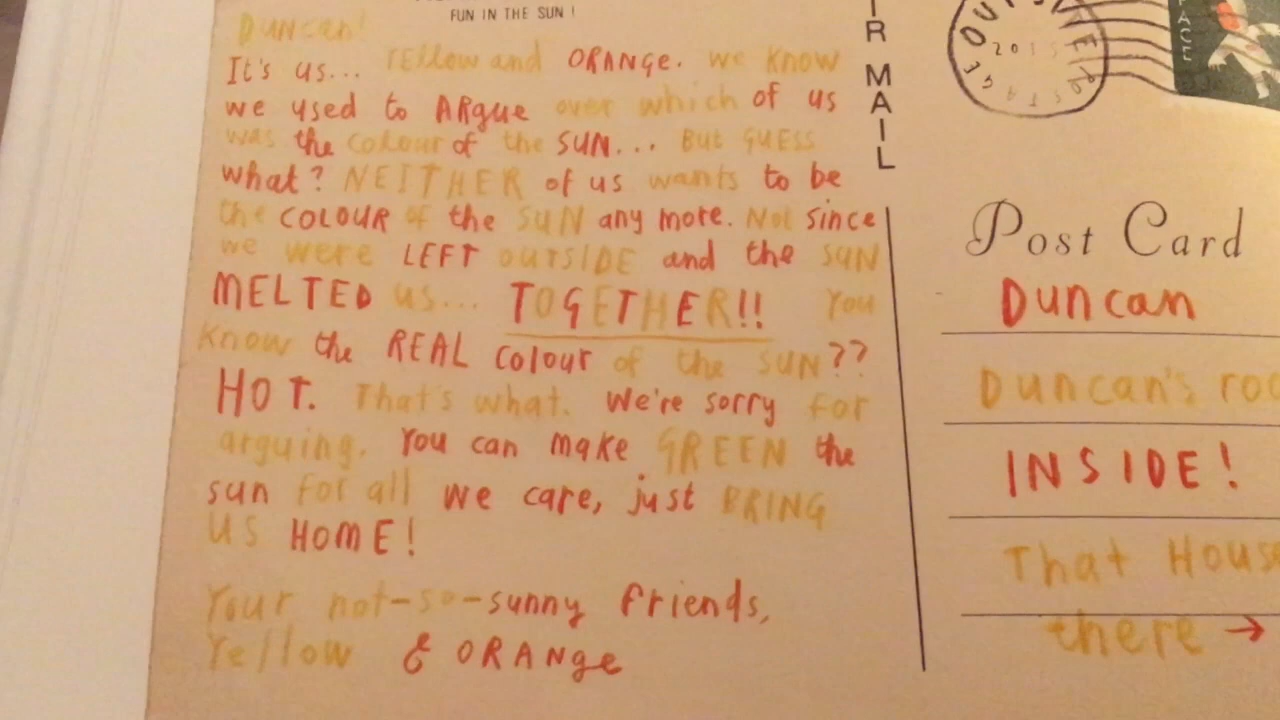 FUN IN THE SUN!
Duncan!
It's us... Yellow and ORANGE. We know
we used to ARgue over which of us
was the colour of the SUN... But GUESS
what? NEITHER of us wants to be
the COLOUR of the SUN any more. Not since
we were LEFT OUTSIDE and the SUN
MELTED us... TOGETHER!! You
know the REAL colour of the SUN??
HOT. That's what. We're sorry for
arguing. You can make GREEN the
sun for all we care, just BRING
US HOME!
Your not-so-sunny friends,
Yellow & ORANGE
R MAIL
2015
POSTAGE
Post Card
Duncan
Duncan's roo
INSIDE!
That House
there →